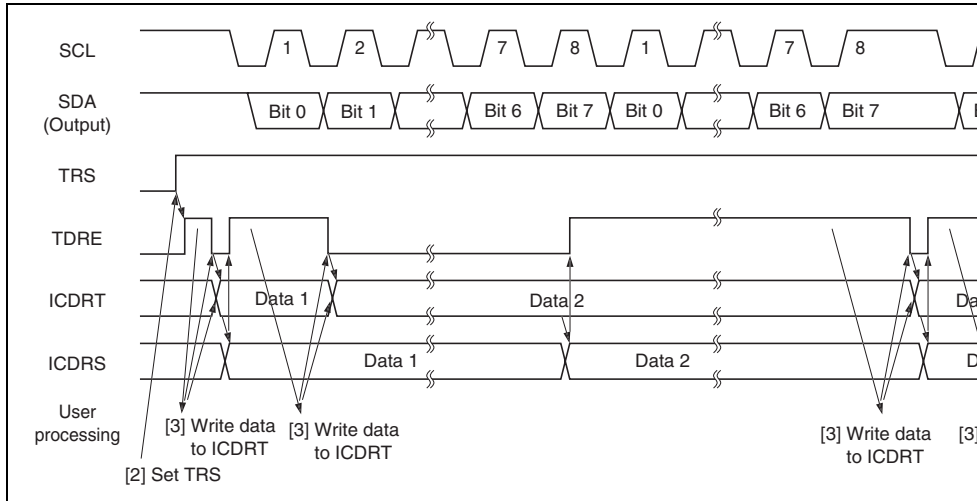 SCL 1 2 7 8 1 7 8
SDA
(Output)
Bit 0 Bit 1 Bit 6 Bit 7 Bit 0 Bit 6 Bit 7
TRS
TDRE
ICDRT Data 1 Data 2
ICDRS Data 1 Data 2
User
processing
[3] Write data
to ICDRT
[3] Write data
to ICDRT
[3] Write data
to ICDRT
[3]
[2] Set TRS